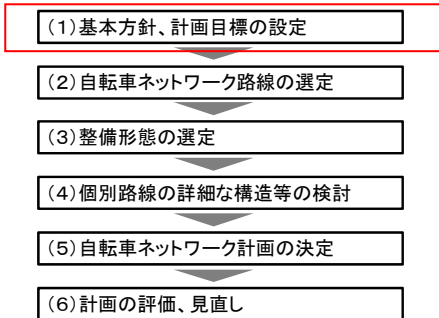 (1)基本方針、計画目標の設定
(2)自転車ネットワーク路線の選定
(3)整備形態の選定
(4)個別路線の詳細な構造等の検討
(5)自転車ネットワーク計画の決定
(6)計画の評価、見直し